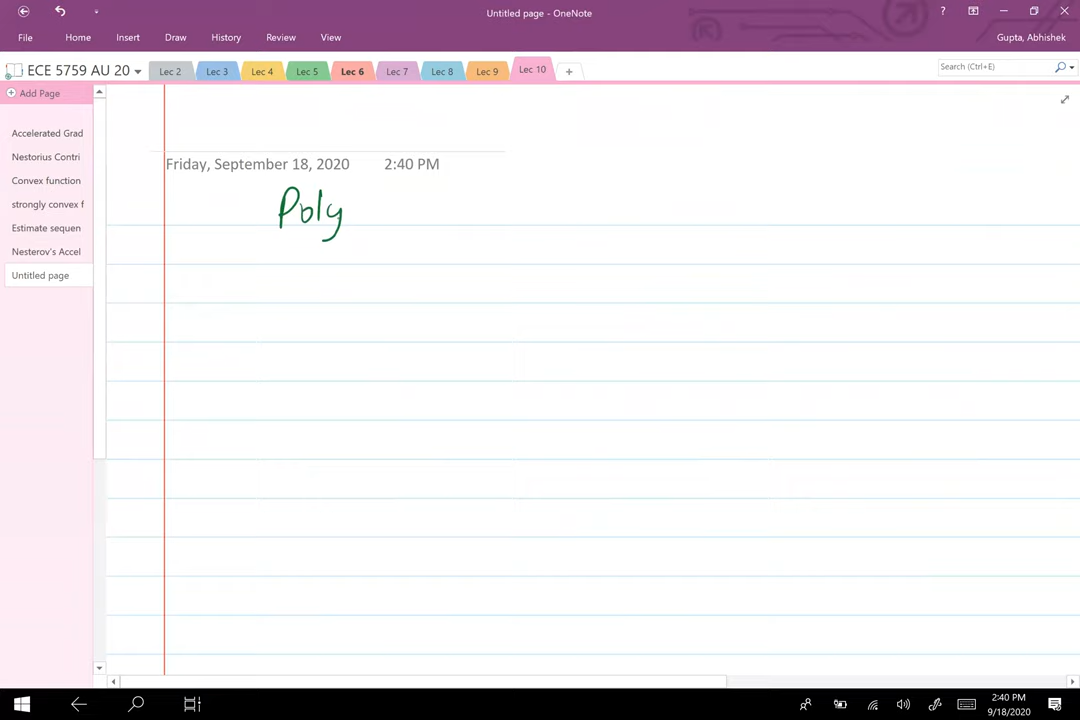 Untitled page - OneNote
File Home Insert Draw History Review View
Gupta, Abhishek
ECE 5759 AU 20
Lec 2 Lec 3 Lec 4 Lec 5 Lec 6 Lec 7 Lec 8 Lec 9 Lec 10
Search (Ctrl+E)
Add Page
Accelerated Grad
Nestorius Contri
Convex function
strongly convex f
Estimate sequen
Nesterov's Accel
Untitled page
Friday, September 18, 2020 2:40 PM
Poly
2:40 PM
9/18/2020